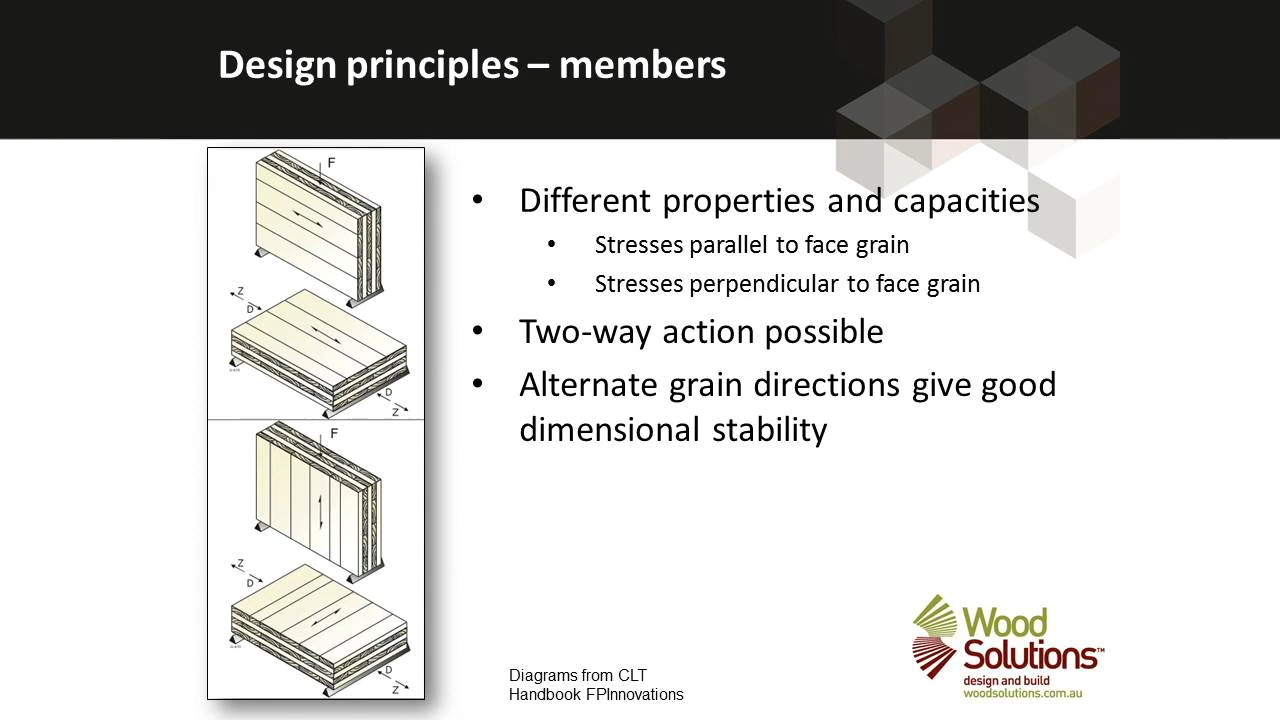 Design principles – members
F
Z
D
D
Z
F
Z
D
D
Z
• Different properties and capacities
• Stresses parallel to face grain
• Stresses perpendicular to face grain
• Two-way action possible
• Alternate grain directions give good
dimensional stability
Diagrams from CLT
Handbook FPInnovations
Wood
Solutions™
design and build
woodsolutions.com.au